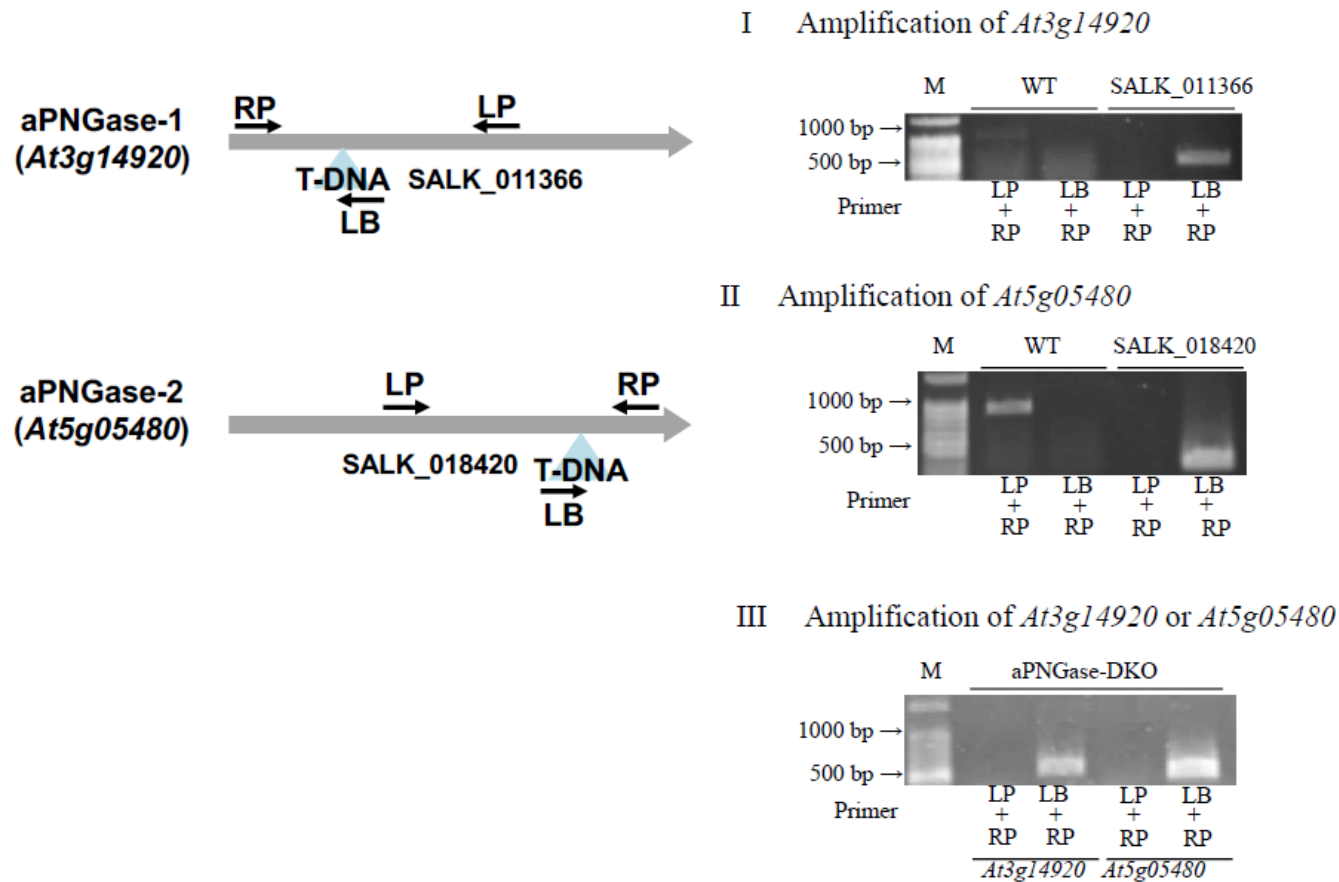 RP LP
aPNGase-1
(At3g14920)
T-DNA SALK_011366
LB
LP RP
aPNGase-2
(At5g05480)
SALK_018420 T-DNA
LB
I Amplification of At3g14920
M WT SALK_011366
1000 bp →
500 bp →
LP LB LP LB
+ + + +
Primer
RP RP RP RP
II Amplification of At5g05480
M WT SALK_018420
1000 bp →
500 bp →
LP LB LP LB
+ + + +
Primer
RP RP RP RP
III Amplification of At3g14920 or At5g05480
M aPNGase-DKO
1000 bp →
500 bp →
LP LB LP LB
Primer + + + +
RP RP RP RP
At3g14920 At5g05480